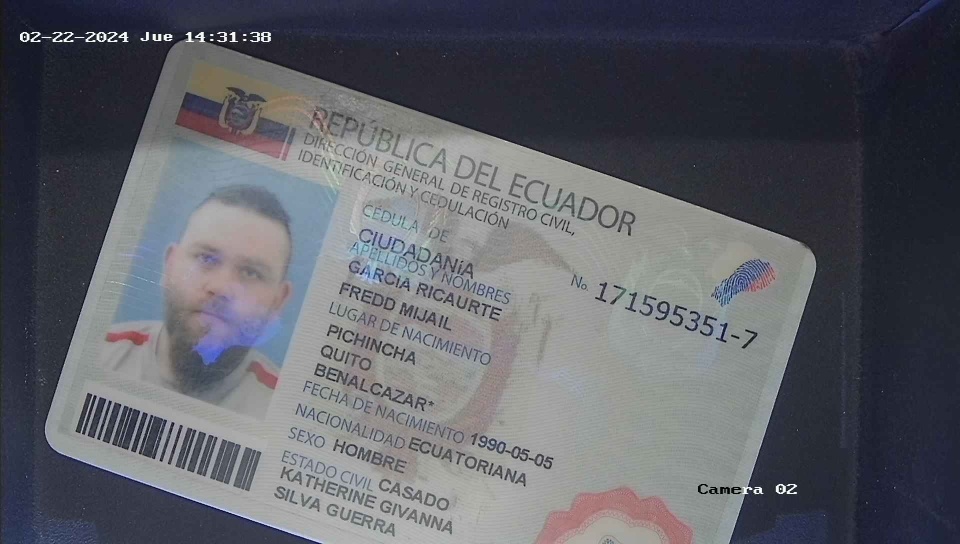 02-22-2024 Jue 14:31:38
REPÚBLICA DEL ECUADOR
DIRECCIÓN GENERAL DE REGISTRO CIVIL,
IDENTIFICACIÓN Y CEDULACIÓN
CÉDULA DE
CIUDADANÍA
No. 171595351-7
APELLIDOS Y NOMBRES
GARCIA RICAURTE
FREDD MIJAIL
LUGAR DE NACIMIENTO
PICHINCHA
QUITO
BENALCAZAR*
FECHA DE NACIMIENTO 1990-05-05
NACIONALIDAD ECUATORIANA
SEXO HOMBRE
ESTADO CIVIL CASADO
KATHERINE GIVANNA
SILVA GUERRA
Camera 02